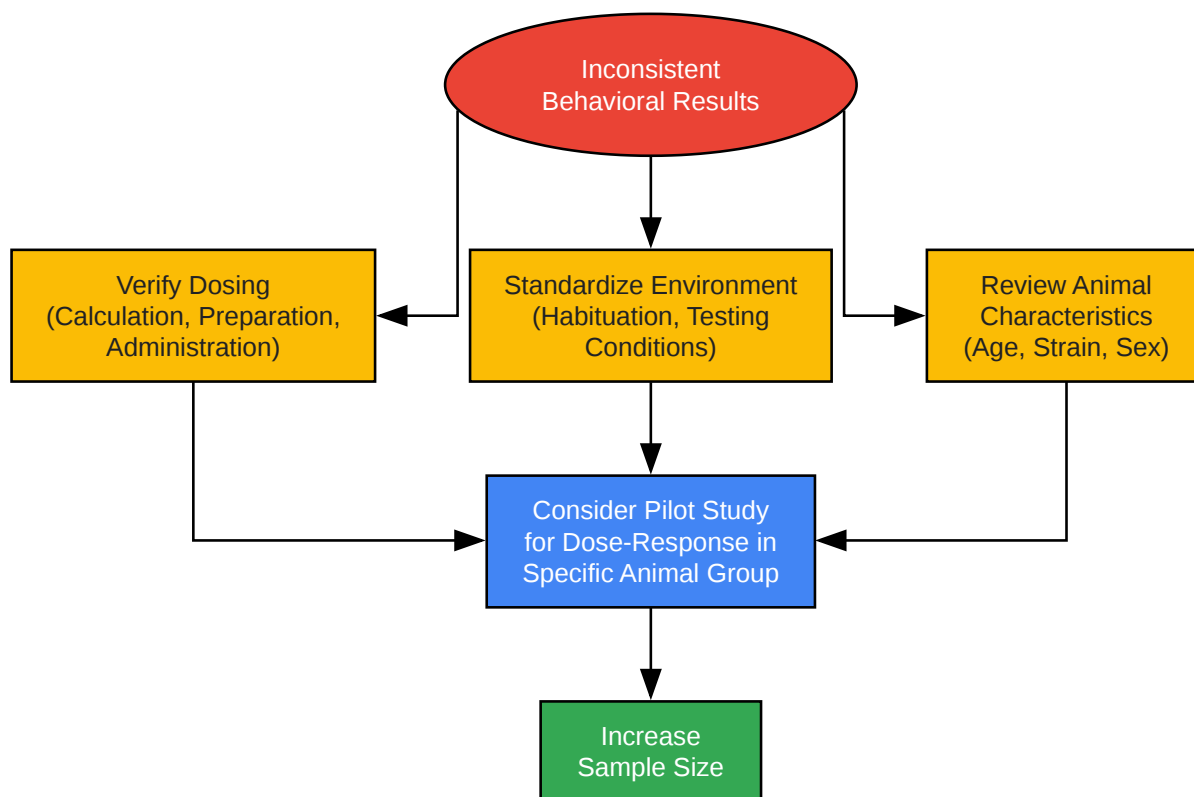 Inconsistent
Behavioral Results
Verify Dosing
(Calculation, Preparation,
Administration)
Standardize Environment
(Habituation, Testing
Conditions)
Review Animal
Characteristics
(Age, Strain, Sex)
Consider Pilot Study
for Dose-Response in
Specific Animal Group
Increase
Sample Size